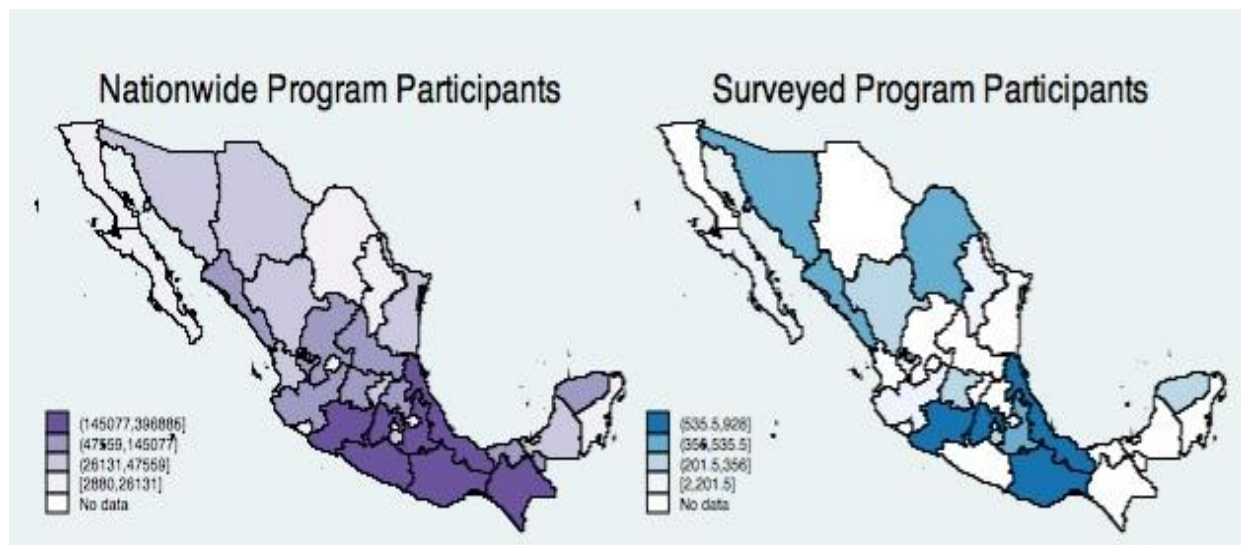 Nationwide Program Participants
Surveyed Program Participants
(145077,396886]
(47559,145077]
(26131,47559]
[2880,26131]
No data
(535.5,928]
(356,535.5]
(201.5,356]
[2,201.5]
No data